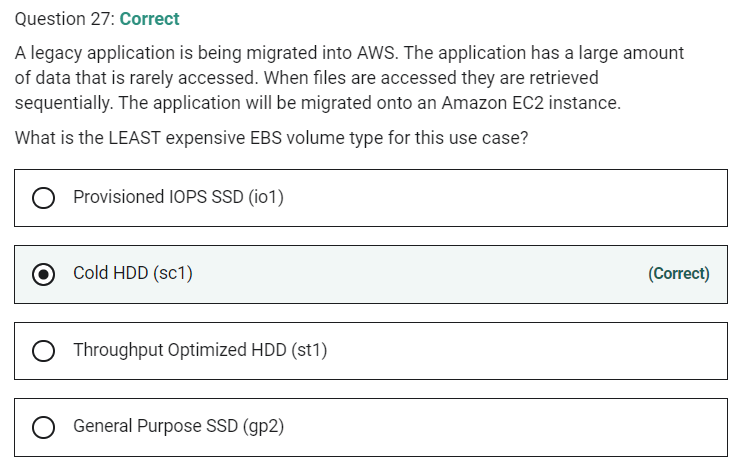 Question 27: Correct
A legacy application is being migrated into AWS. The application has a large amount
of data that is rarely accessed. When files are accessed they are retrieved
sequentially. The application will be migrated onto an Amazon EC2 instance.
What is the LEAST expensive EBS volume type for this use case?
Provisioned IOPS SSD (io1)
Cold HDD (sc1) (Correct)
Throughput Optimized HDD (st1)
General Purpose SSD (gp2)